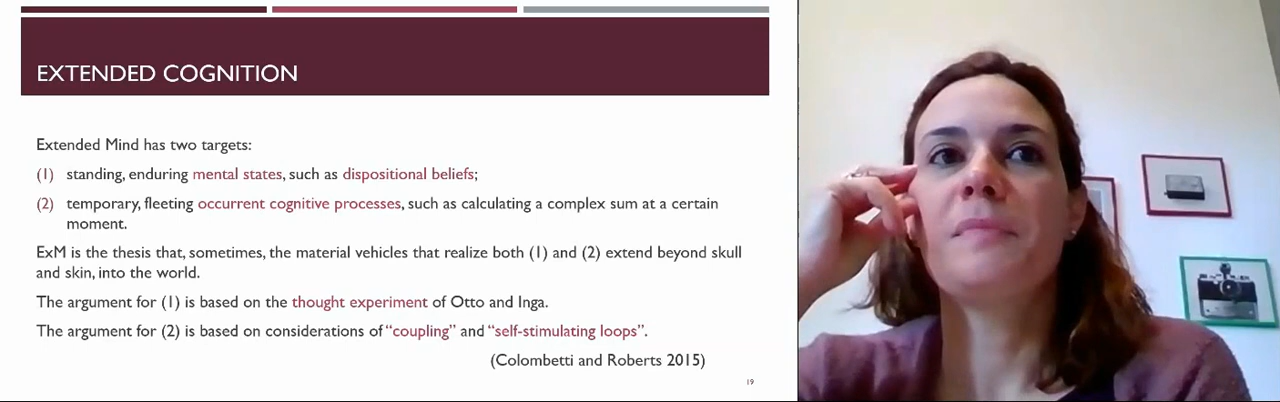 EXTENDED COGNITION
Extended Mind has two targets:
(1) standing, enduring mental states, such as dispositional beliefs;
(2) temporary, fleeting occurrent cognitive processes, such as calculating a complex sum at a certain
moment.
ExM is the thesis that, sometimes, the material vehicles that realize both (1) and (2) extend beyond skull
and skin, into the world.
The argument for (1) is based on the thought experiment of Otto and Inga.
The argument for (2) is based on considerations of “coupling” and “self-stimulating loops”.
(Colombetti and Roberts 2015)
19